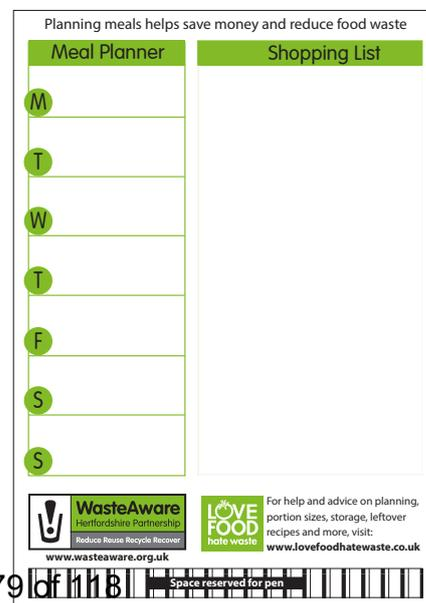 Planning meals helps save money and reduce food waste
Meal Planner
Shopping List
M
T
W
T
F
S
S
WasteAware
Hertfordshire Partnership
Reduce Reuse Recycle Recover
www.wasteaware.org.uk
LOVE
FOOD
hate waste
For help and advice on planning,
portion sizes, storage, leftover
recipes and more, visit:
www.lovefoodhatewaste.co.uk
79 of 118
Space reserved for pen